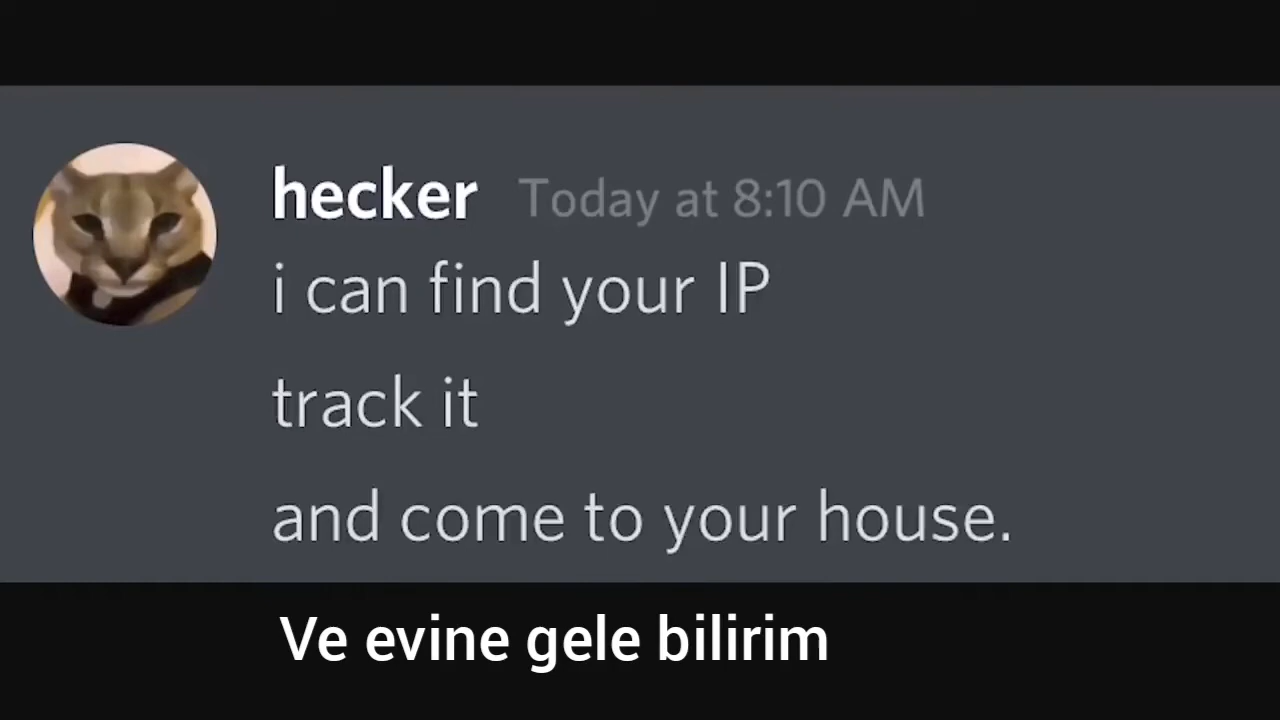 hecker Today at 8:10 AM
i can find your IP
track it
and come to your house.
Ve evine gele bilirim